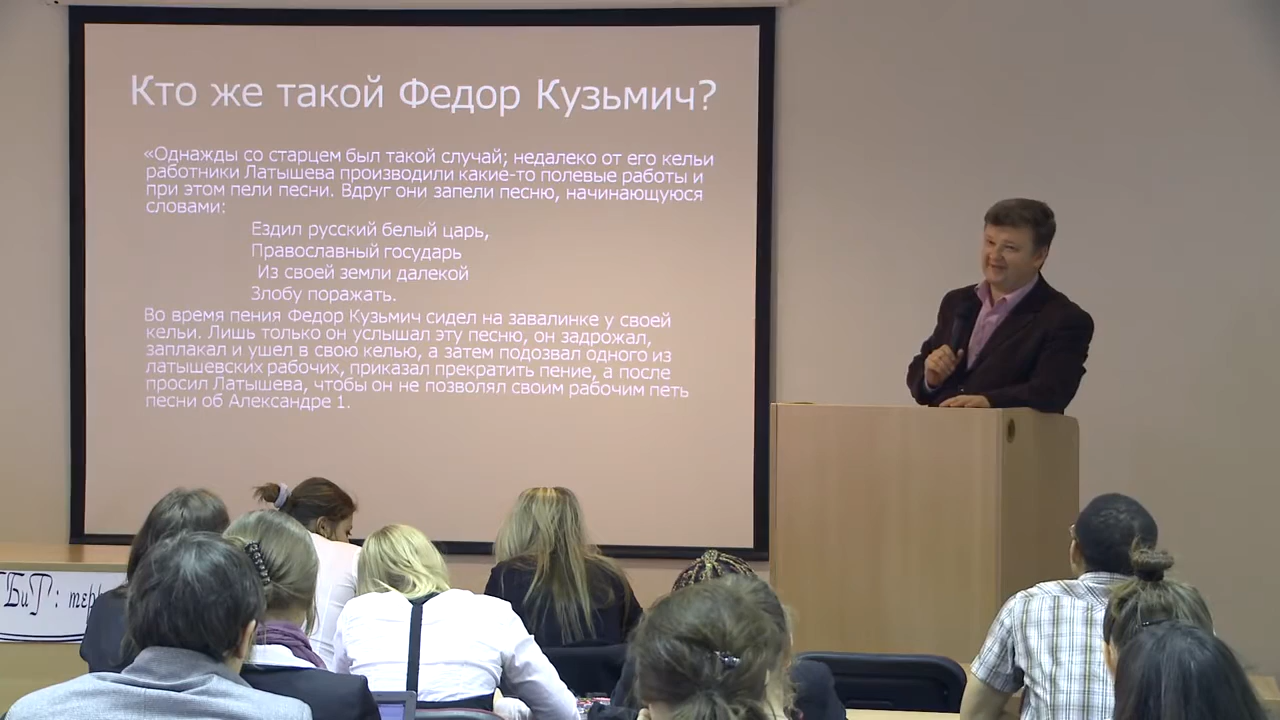 Кто же такой Федор Кузьмич?
«Однажды со старцем был такой случай; недалеко от его кельи
работники Латышева производили какие-то полевые работы и
при этом пели песни. Вдруг они запели песню, начинающуюся
словами:
Ездил русский белый царь,
Православный государь
Из своей земли далекой
Злобу поражать.
Во время пения Федор Кузьмич сидел на завалинке у своей
кельи. Лишь только он услышал эту песню, он задрожал,
заплакал и ушел в свою келью, а затем подозвал одного из
латышевских рабочих, приказал прекратить пение, а после
просил Латышева, чтобы он не позволял своим рабочим петь
песни об Александре 1.